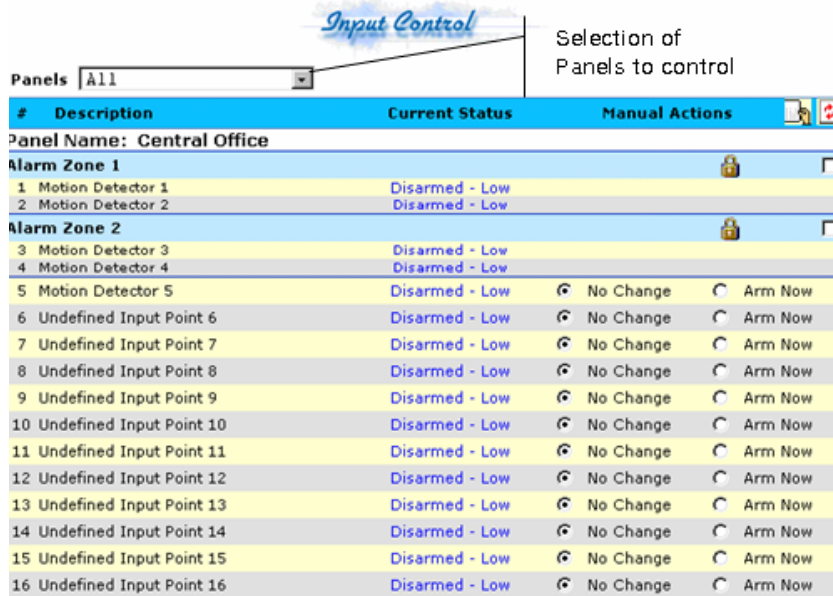 Input Control
Selection of
Panels to control
Panels All
# Description Current Status Manual Actions
Panel Name: Central Office
Alarm Zone 1
1 Motion Detector 1 Disarmed - Low
2 Motion Detector 2 Disarmed - Low
Alarm Zone 2
3 Motion Detector 3 Disarmed - Low
4 Motion Detector 4 Disarmed - Low
5 Motion Detector 5 Disarmed - Low No Change Arm Now
6 Undefined Input Point 6 Disarmed - Low No Change Arm Now
7 Undefined Input Point 7 Disarmed - Low No Change Arm Now
8 Undefined Input Point 8 Disarmed - Low No Change Arm Now
9 Undefined Input Point 9 Disarmed - Low No Change Arm Now
10 Undefined Input Point 10 Disarmed - Low No Change Arm Now
11 Undefined Input Point 11 Disarmed - Low No Change Arm Now
12 Undefined Input Point 12 Disarmed - Low No Change Arm Now
13 Undefined Input Point 13 Disarmed - Low No Change Arm Now
14 Undefined Input Point 14 Disarmed - Low No Change Arm Now
15 Undefined Input Point 15 Disarmed - Low No Change Arm Now
16 Undefined Input Point 16 Disarmed - Low No Change Arm Now